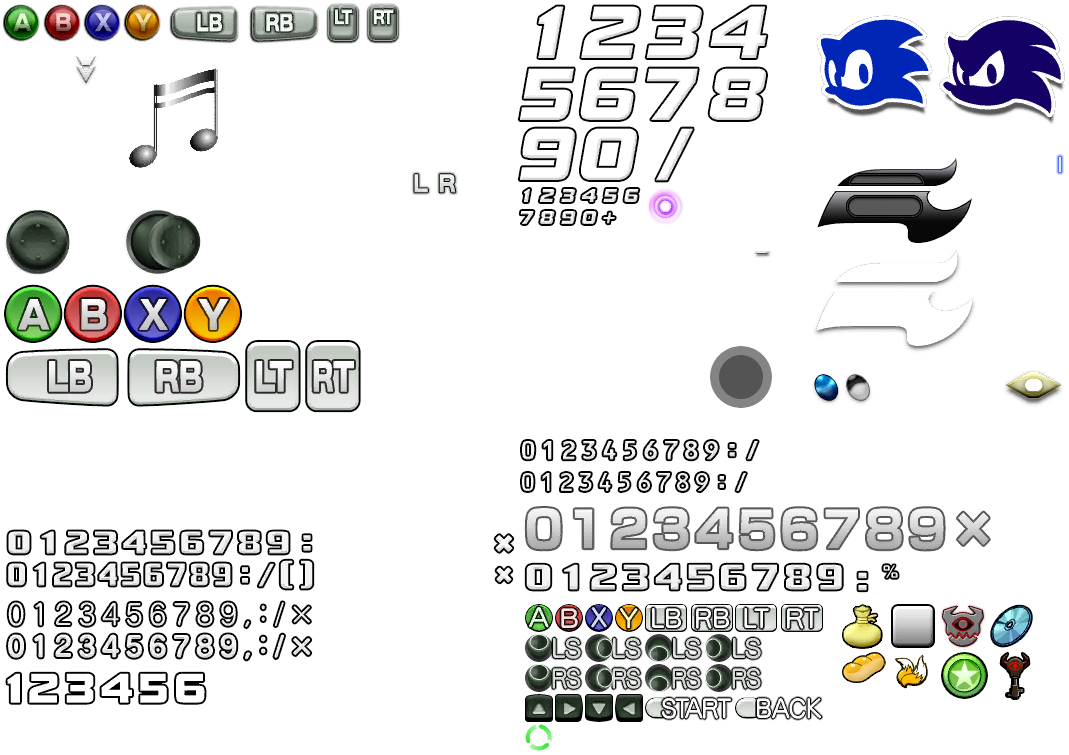 A B X Y LB RB LT RT
1234
5678
90/
123456
7890+
L R
A B X Y
LB RB LT RT
0123456789:/
0123456789:/
0123456789×
0123456789:
×
0123456789:/[]
× 0123456789: %
0123456789,:/×
0123456789,:/×
123456
A B X Y LB RB LT RT
LS LS LS LS
RS RS RS RS
START BACK